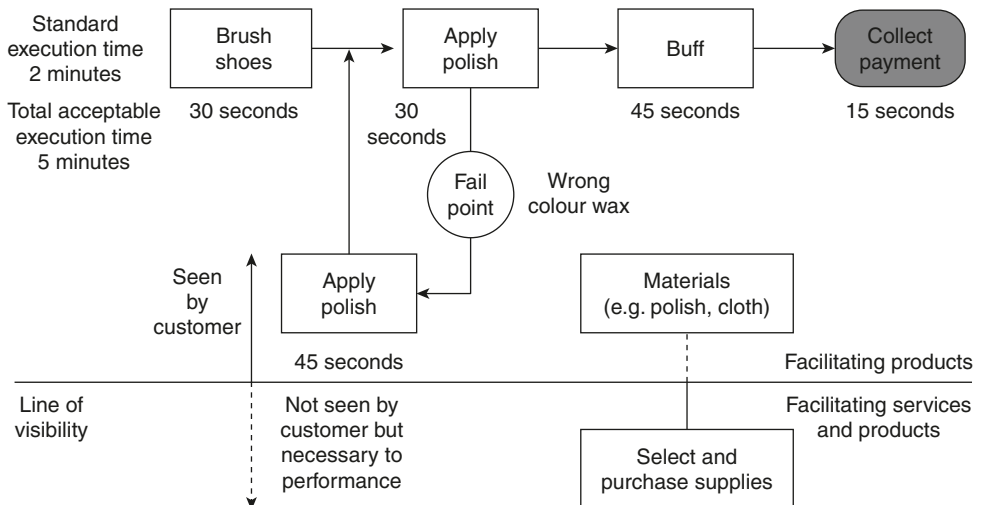 Standard
execution time
2 minutes
Brush
shoes
Apply
polish
Buff
Collect
payment
Total acceptable
execution time
5 minutes
30 seconds
30
seconds
45 seconds
15 seconds
Fail
point
Wrong
colour wax
Seen
by
customer
Apply
polish
Materials
(e.g. polish, cloth)
45 seconds
Facilitating products
Line of
visibility
Not seen by
customer but
necessary to
performance
Facilitating services
and products
Select and
purchase supplies